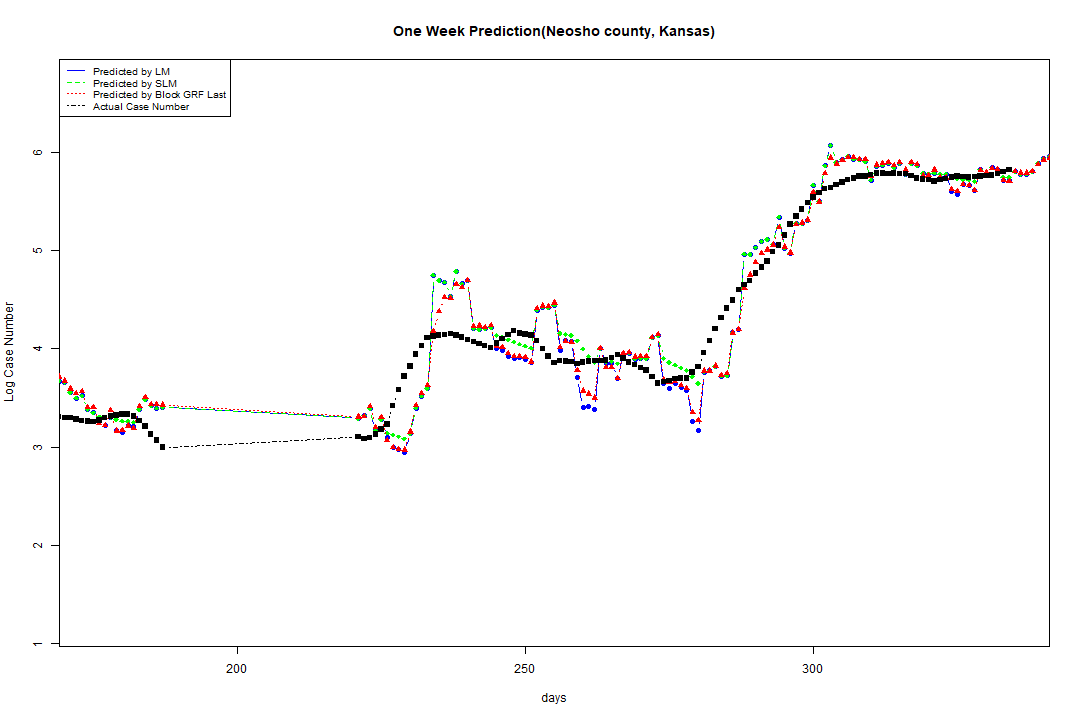 One Week Prediction(Neosho county, Kansas)
Predicted by LM
Predicted by SLM
Predicted by Block GRF Last
Actual Case Number
6
5
4
3
2
1
Log Case Number
200
250
300
days